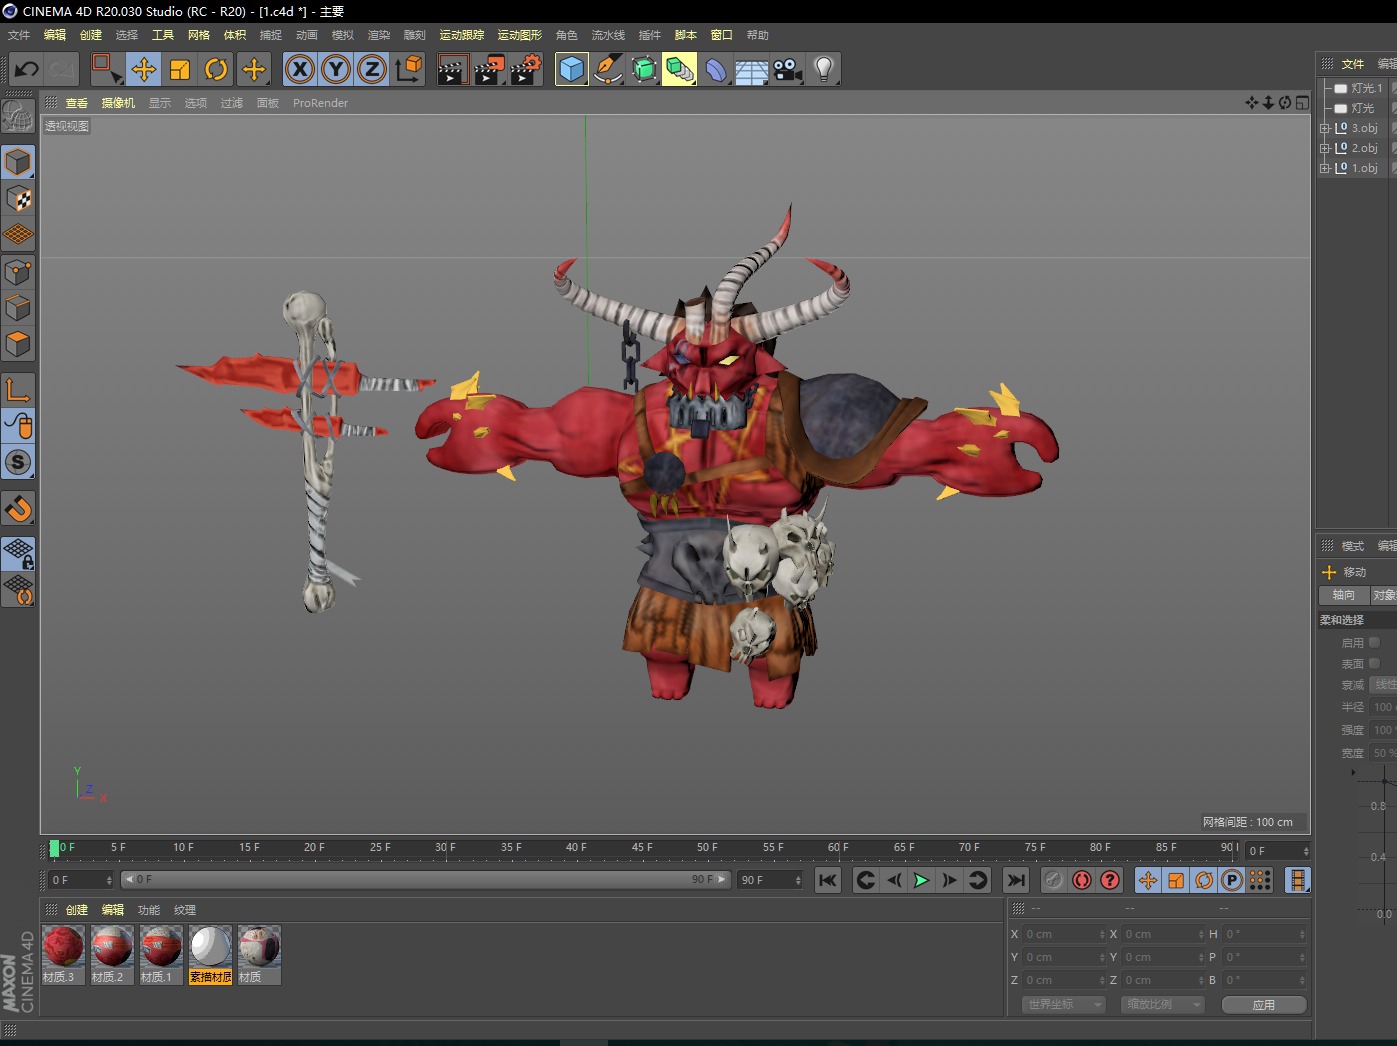 CINEMA 4D R20.030 Studio (RC - R20) - [1.c4d *] - 主要
文件 编辑 创建 选择 工具 网格 体积 捕捉 动画 模拟 渲染 雕刻 运动跟踪 运动图形 角色 流水线 插件 脚本 窗口 帮助
X Y Z
文件 编辑
查看 摄像机 显示 选项 过滤 面板 ProRender
灯光.1
透视视图
灯光
3.obj
2.obj
1.obj
S
模式 编辑
移动
轴向 对象
柔和选择
启用
表面
衰减 线性
半径 100
强度 100
宽度 50 %
Y
Z
X
0.8
网格间距 : 100 cm
0 F 5 F 10 F 15 F 20 F 25 F 30 F 35 F 40 F 45 F 50 F 55 F 60 F 65 F 70 F 75 F 80 F 85 F 90 0 F
0.4
0 F 0 F 90 F 90 F
P
创建 编辑 功能 纹理
-- -- --
0.0
X 0 cm X 0 cm H 0 °
Y 0 cm Y 0 cm P 0 °
Z 0 cm Z 0 cm B 0 °
材质.3 材质.2 材质.1 素描材质 材质
世界坐标 缩放比例 应用
MAXON
CINEMA 4D